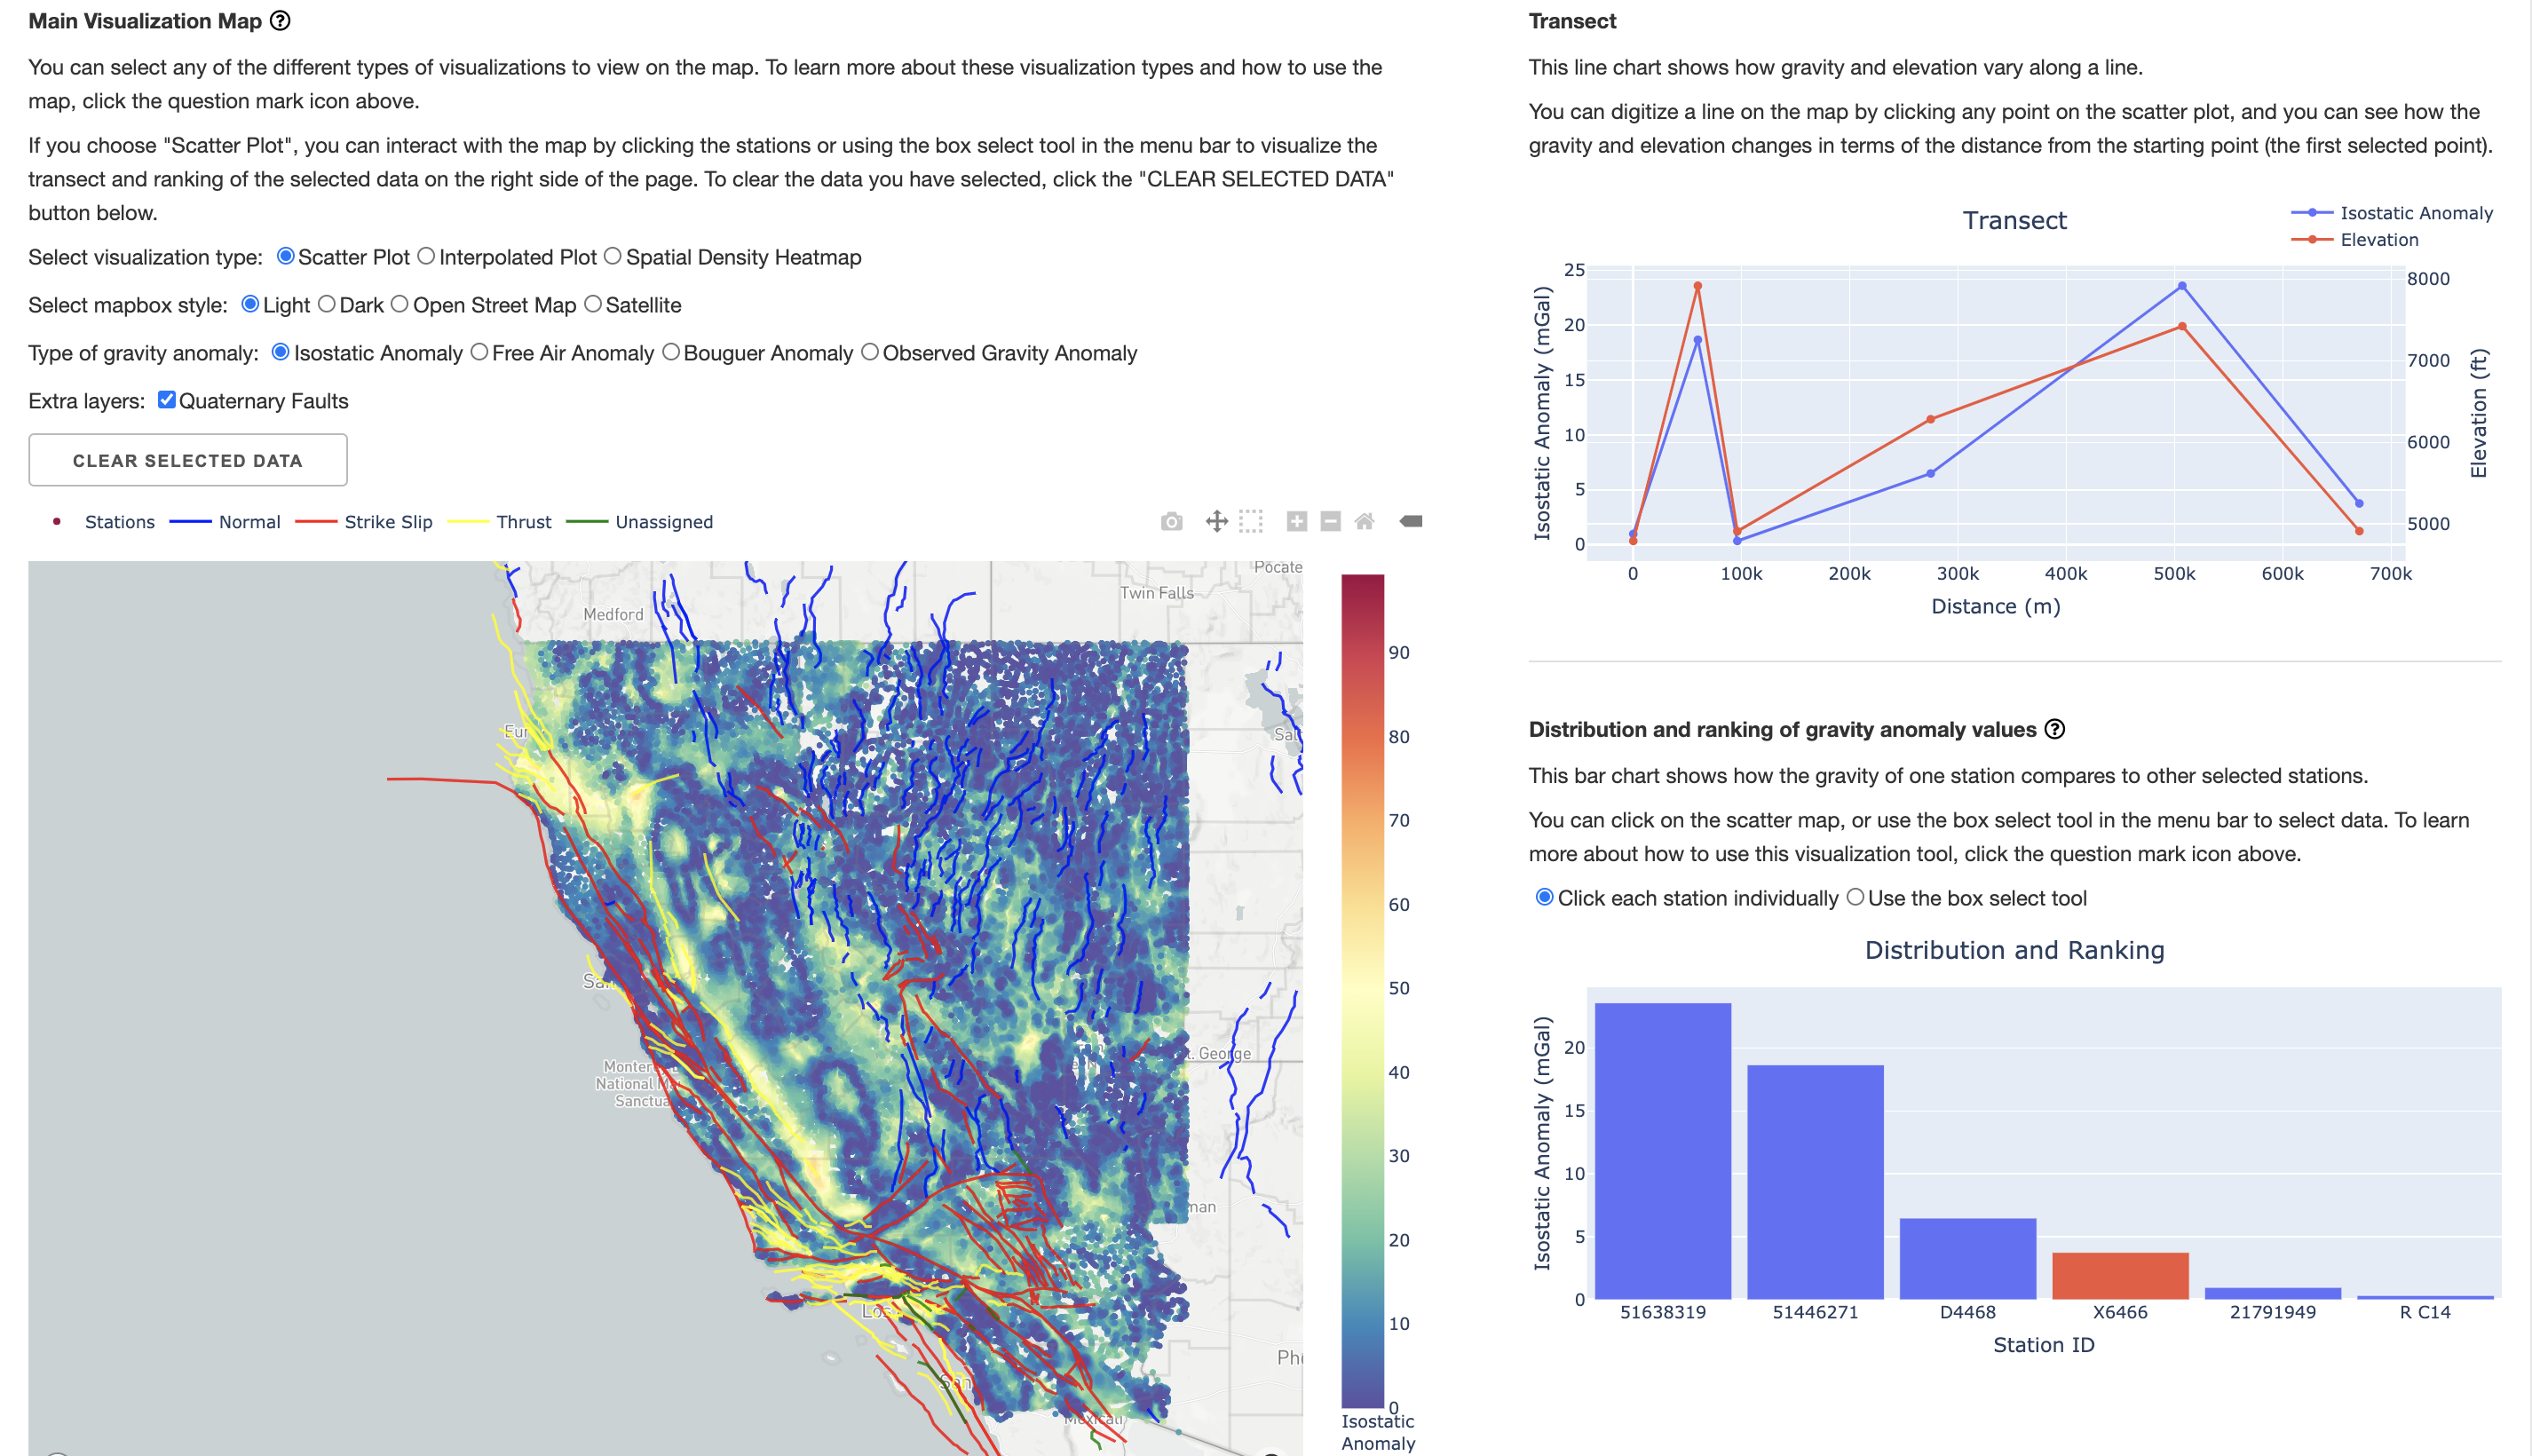 Main Visualization Map ?
You can select any of the different types of visualizations to view on the map. To learn more about these visualization types and how to use the
map, click the question mark icon above.
If you choose "Scatter Plot", you can interact with the map by clicking the stations or using the box select tool in the menu bar to visualize the
transect and ranking of the selected data on the right side of the page. To clear the data you have selected, click the "CLEAR SELECTED DATA"
button below.
Select visualization type: Scatter Plot Interpolated Plot Spatial Density Heatmap
Select mapbox style: Light Dark Open Street Map Satellite
Type of gravity anomaly: Isostatic Anomaly Free Air Anomaly Bouguer Anomaly Observed Gravity Anomaly
Extra layers: Quaternary Faults
CLEAR SELECTED DATA
Stations Normal Strike Slip Thrust Unassigned
Pocate
Twin Falls
Medford
Eur
Sal
San
Monter
National M
Sanctua
t. George
man
Los
Pho
San
Mexicali
90
80
70
60
50
40
30
20
10
0
Isostatic
Anomaly
Transect
This line chart shows how gravity and elevation vary along a line.
You can digitize a line on the map by clicking any point on the scatter plot, and you can see how the
gravity and elevation changes in terms of the distance from the starting point (the first selected point).
Transect
Isostatic Anomaly
Elevation
Isostatic Anomaly (mGal)
25
20
15
10
5
0
8000
7000
6000
5000
Elevation (ft)
0 100k 200k 300k 400k 500k 600k 700k
Distance (m)
Distribution and ranking of gravity anomaly values ?
This bar chart shows how the gravity of one station compares to other selected stations.
You can click on the scatter map, or use the box select tool in the menu bar to select data. To learn
more about how to use this visualization tool, click the question mark icon above.
Click each station individually Use the box select tool
Distribution and Ranking
Isostatic Anomaly (mGal)
20
15
10
5
0
51638319 51446271 D4468 X6466 21791949 R C14
Station ID